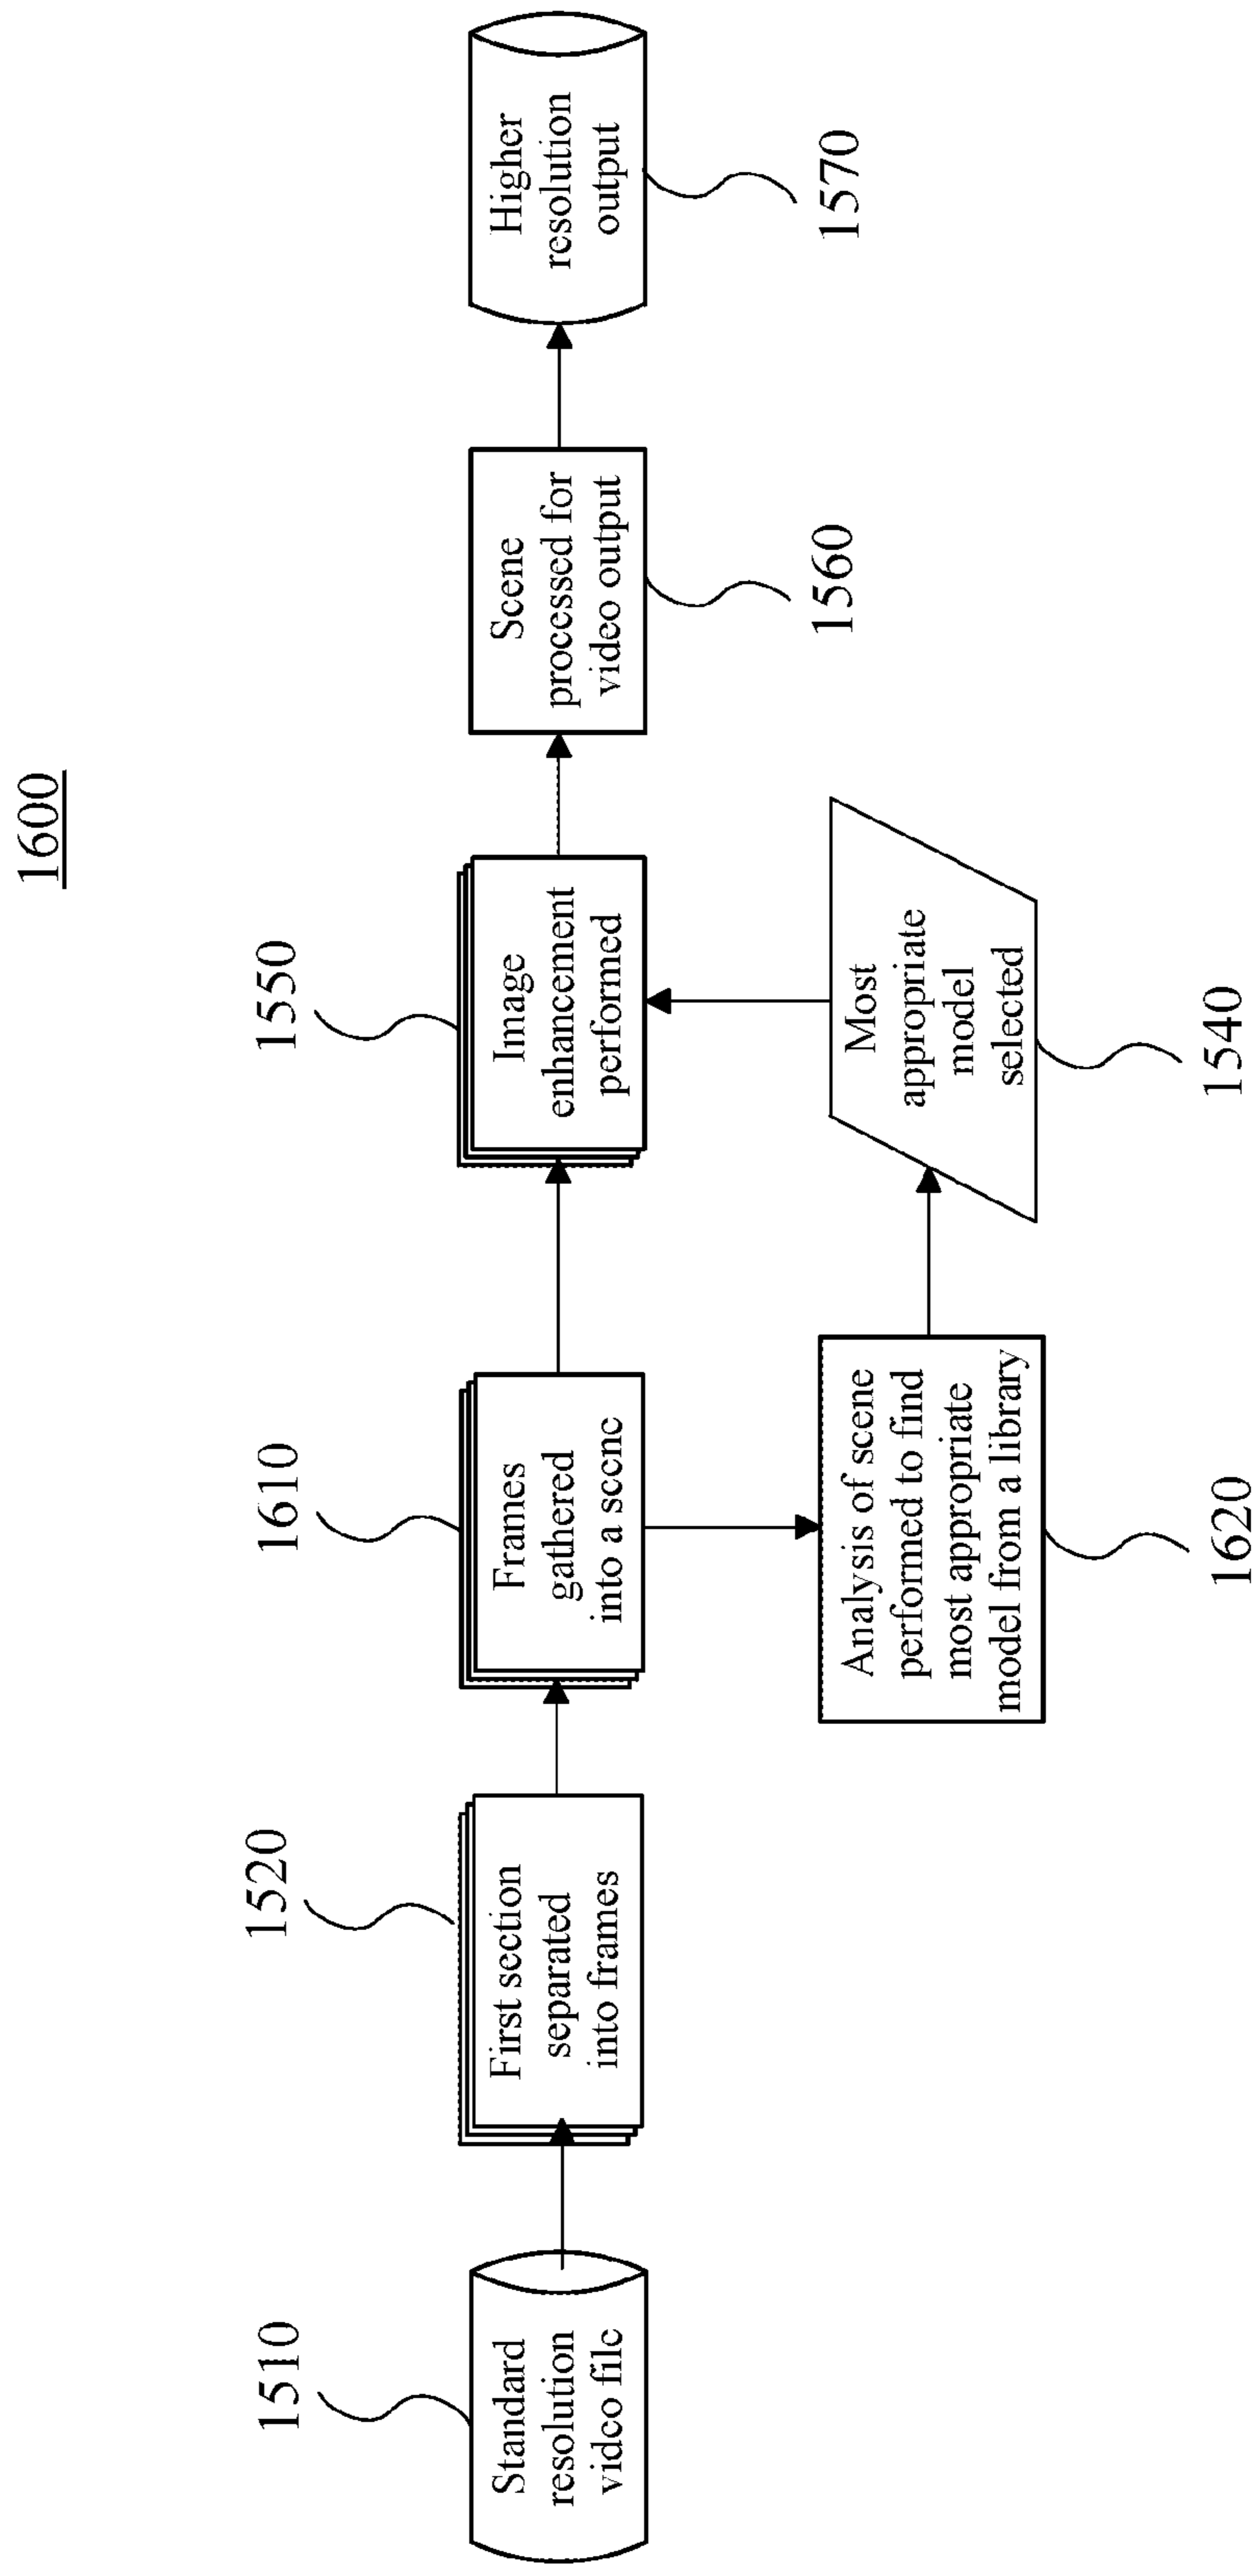 1600
1510
Standard
resolution
video file
1520
First section
separated
into frames
1610
Frames
gathered
into a scene
1550
Image
enhancement
performed
Scene
processed for
video output
1560
Higher
resolution
output
1570
Analysis of scene
performed to find
most appropriate
model from a library
1620
Most
appropriate
model
selected
1540